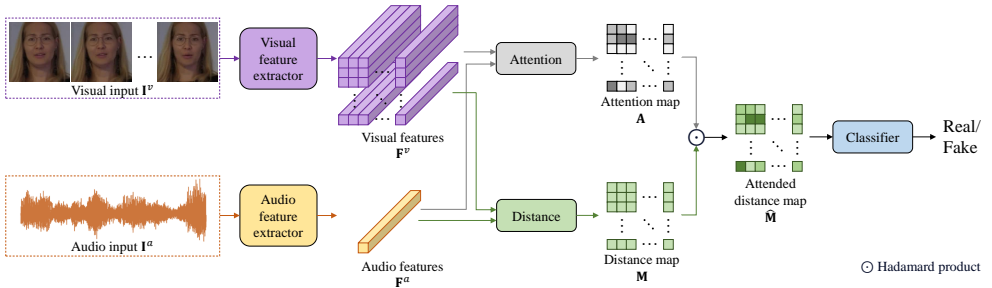 Visual input I^v
Visual
feature
extractor
Visual features
F^v
Attention
Attention map
A
Audio input I^a
Audio
feature
extractor
Audio features
F^a
Distance
Distance map
M
Attended
distance map
M̂
Classifier
Real/
Fake
⊙ Hadamard product